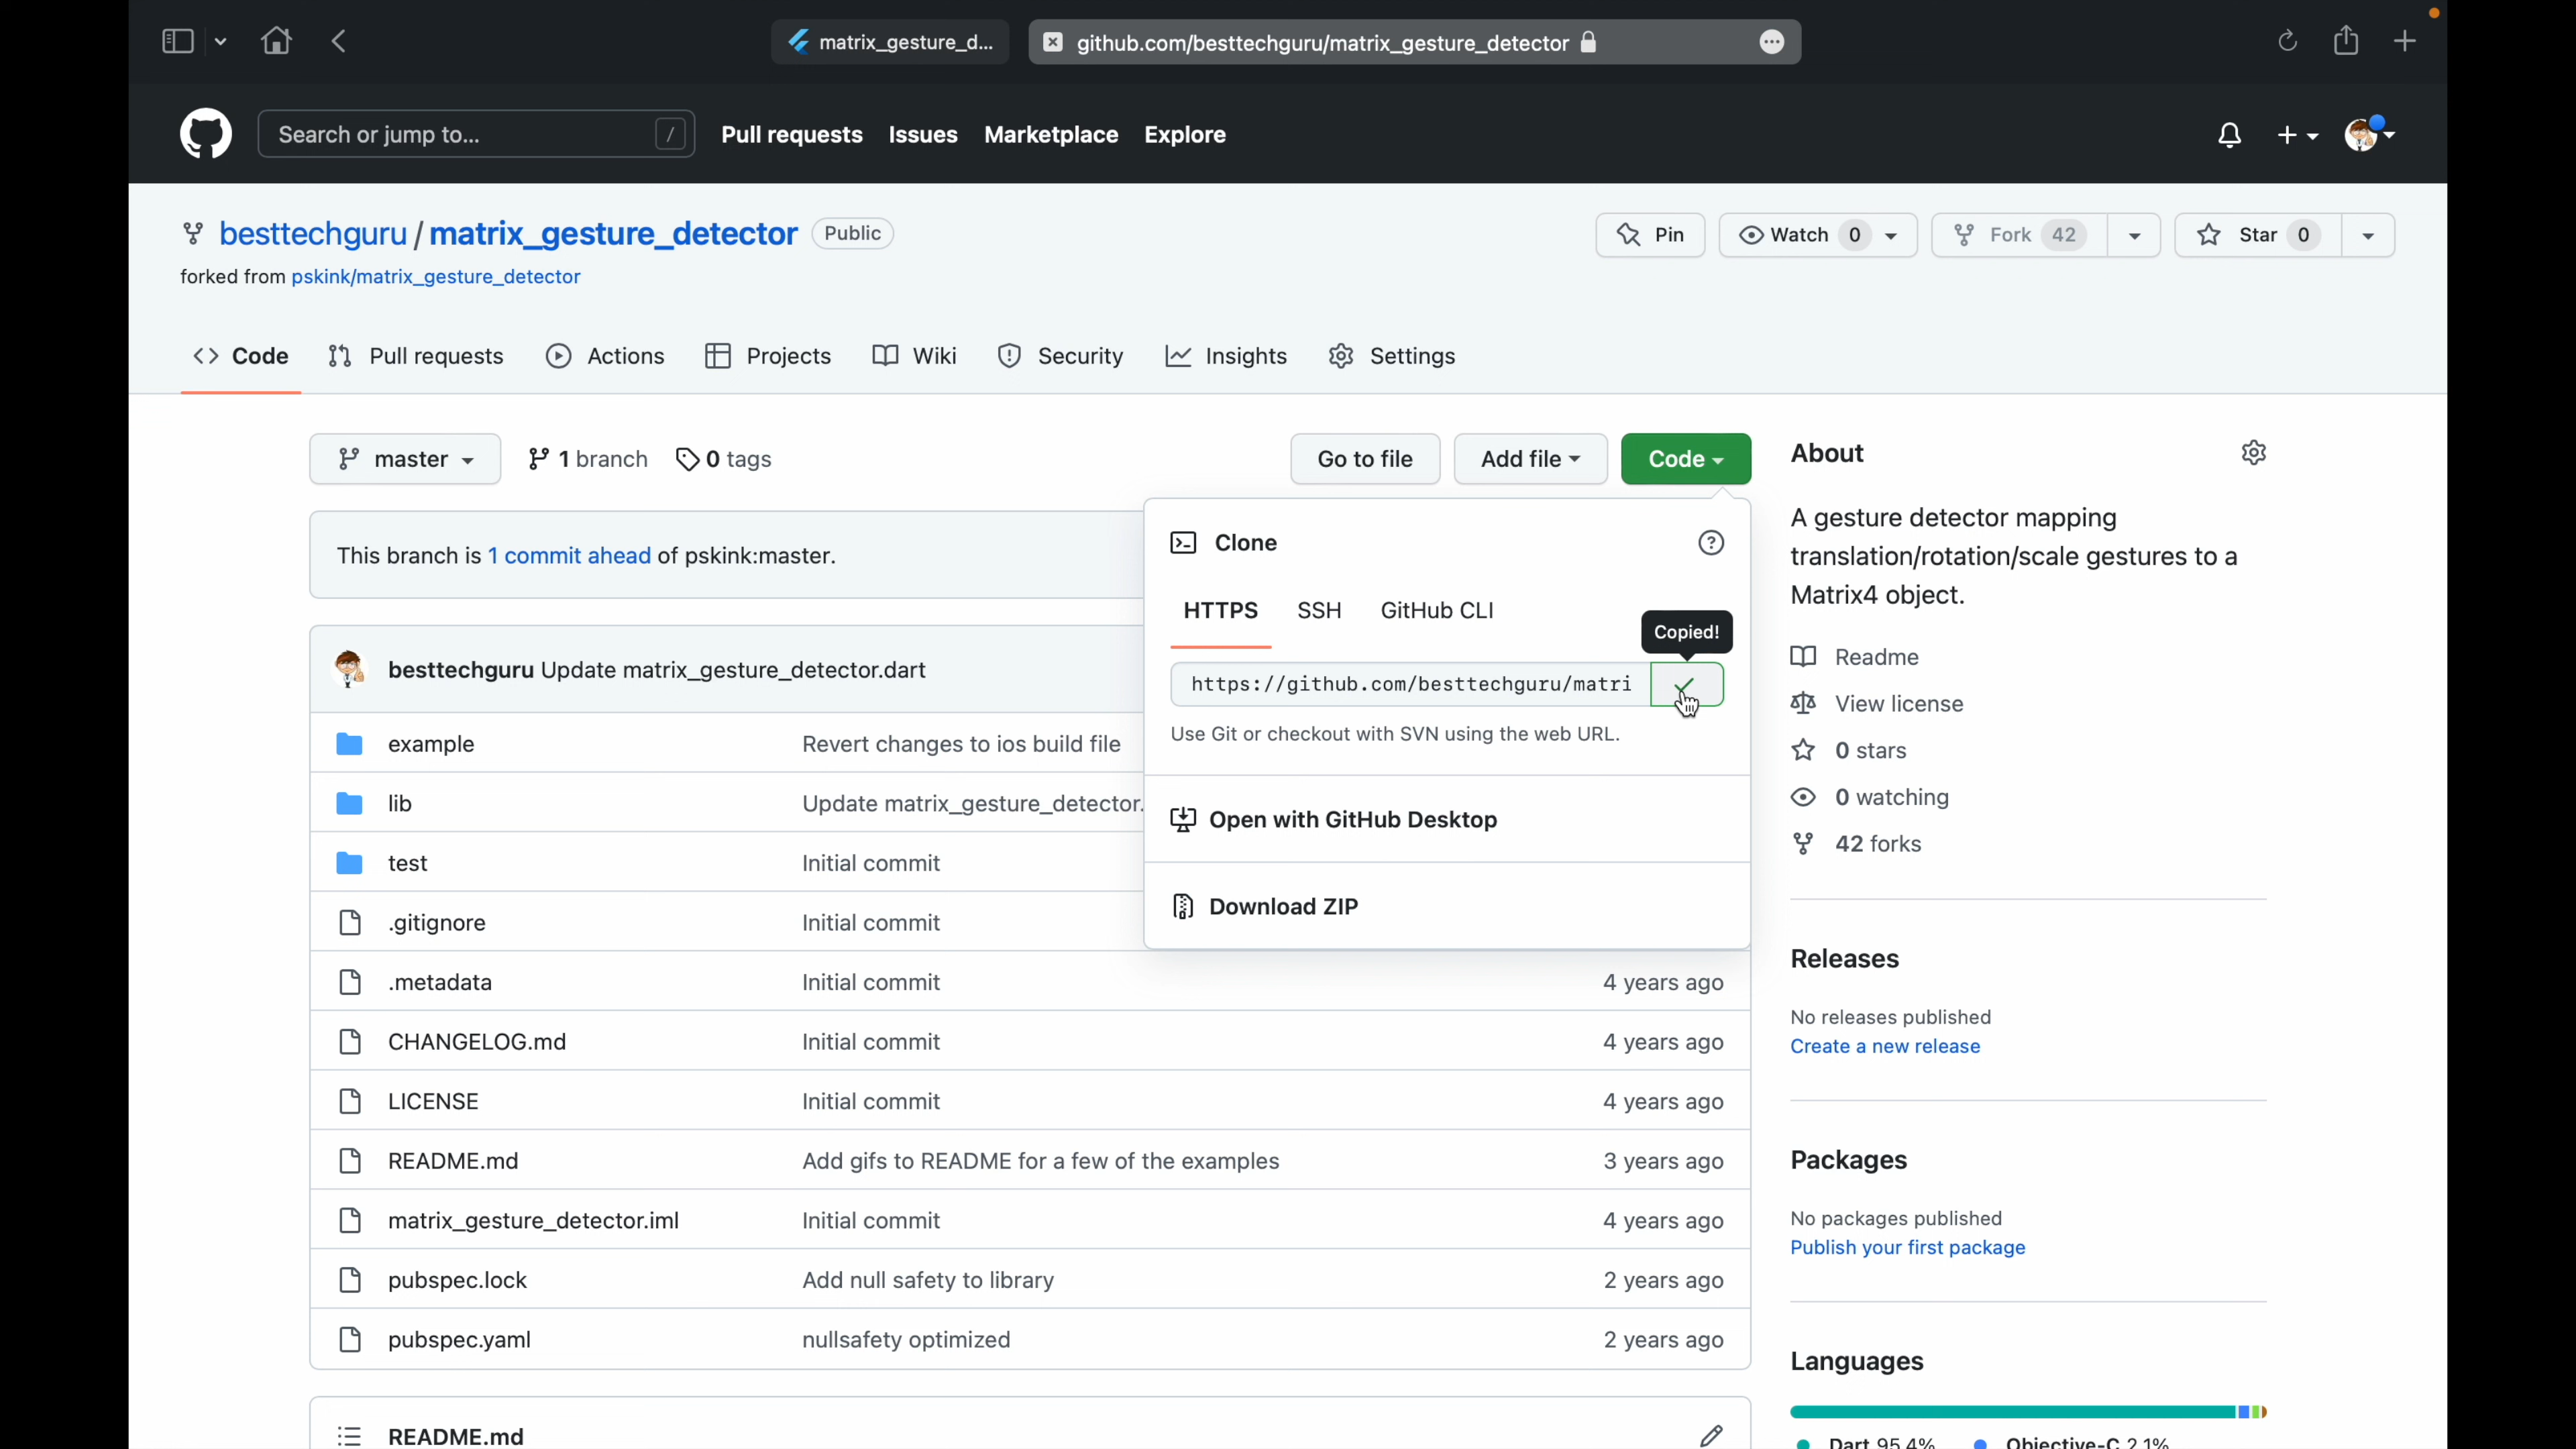 matrix_gesture_d...
github.com/besttechguru/matrix_gesture_detector
Search or jump to...
/
Pull requests
Issues
Marketplace
Explore
besttechguru / matrix_gesture_detector
Public
forked from pskink/matrix_gesture_detector
Pin
Watch 0
Fork 42
Star 0
Code
Pull requests
Actions
Projects
Wiki
Security
Insights
Settings
master
1 branch
0 tags
Go to file
Add file
Code
This branch is 1 commit ahead of pskink:master.
Clone
HTTPS
SSH
GitHub CLI
Copied!
https://github.com/besttechguru/matri
Use Git or checkout with SVN using the web URL.
Open with GitHub Desktop
Download ZIP
besttechguru Update matrix_gesture_detector.dart
example Revert changes to ios build file
lib Update matrix_gesture_detector.
test Initial commit
.gitignore Initial commit
.metadata Initial commit 4 years ago
CHANGELOG.md Initial commit 4 years ago
LICENSE Initial commit 4 years ago
README.md Add gifs to README for a few of the examples 3 years ago
matrix_gesture_detector.iml Initial commit 4 years ago
pubspec.lock Add null safety to library 2 years ago
pubspec.yaml nullsafety optimized 2 years ago
README.md
About
A gesture detector mapping
translation/rotation/scale gestures to a
Matrix4 object.
Readme
View license
0 stars
0 watching
42 forks
Releases
No releases published
Create a new release
Packages
No packages published
Publish your first package
Languages
Dart 95.4%
Objective-C 2.1%